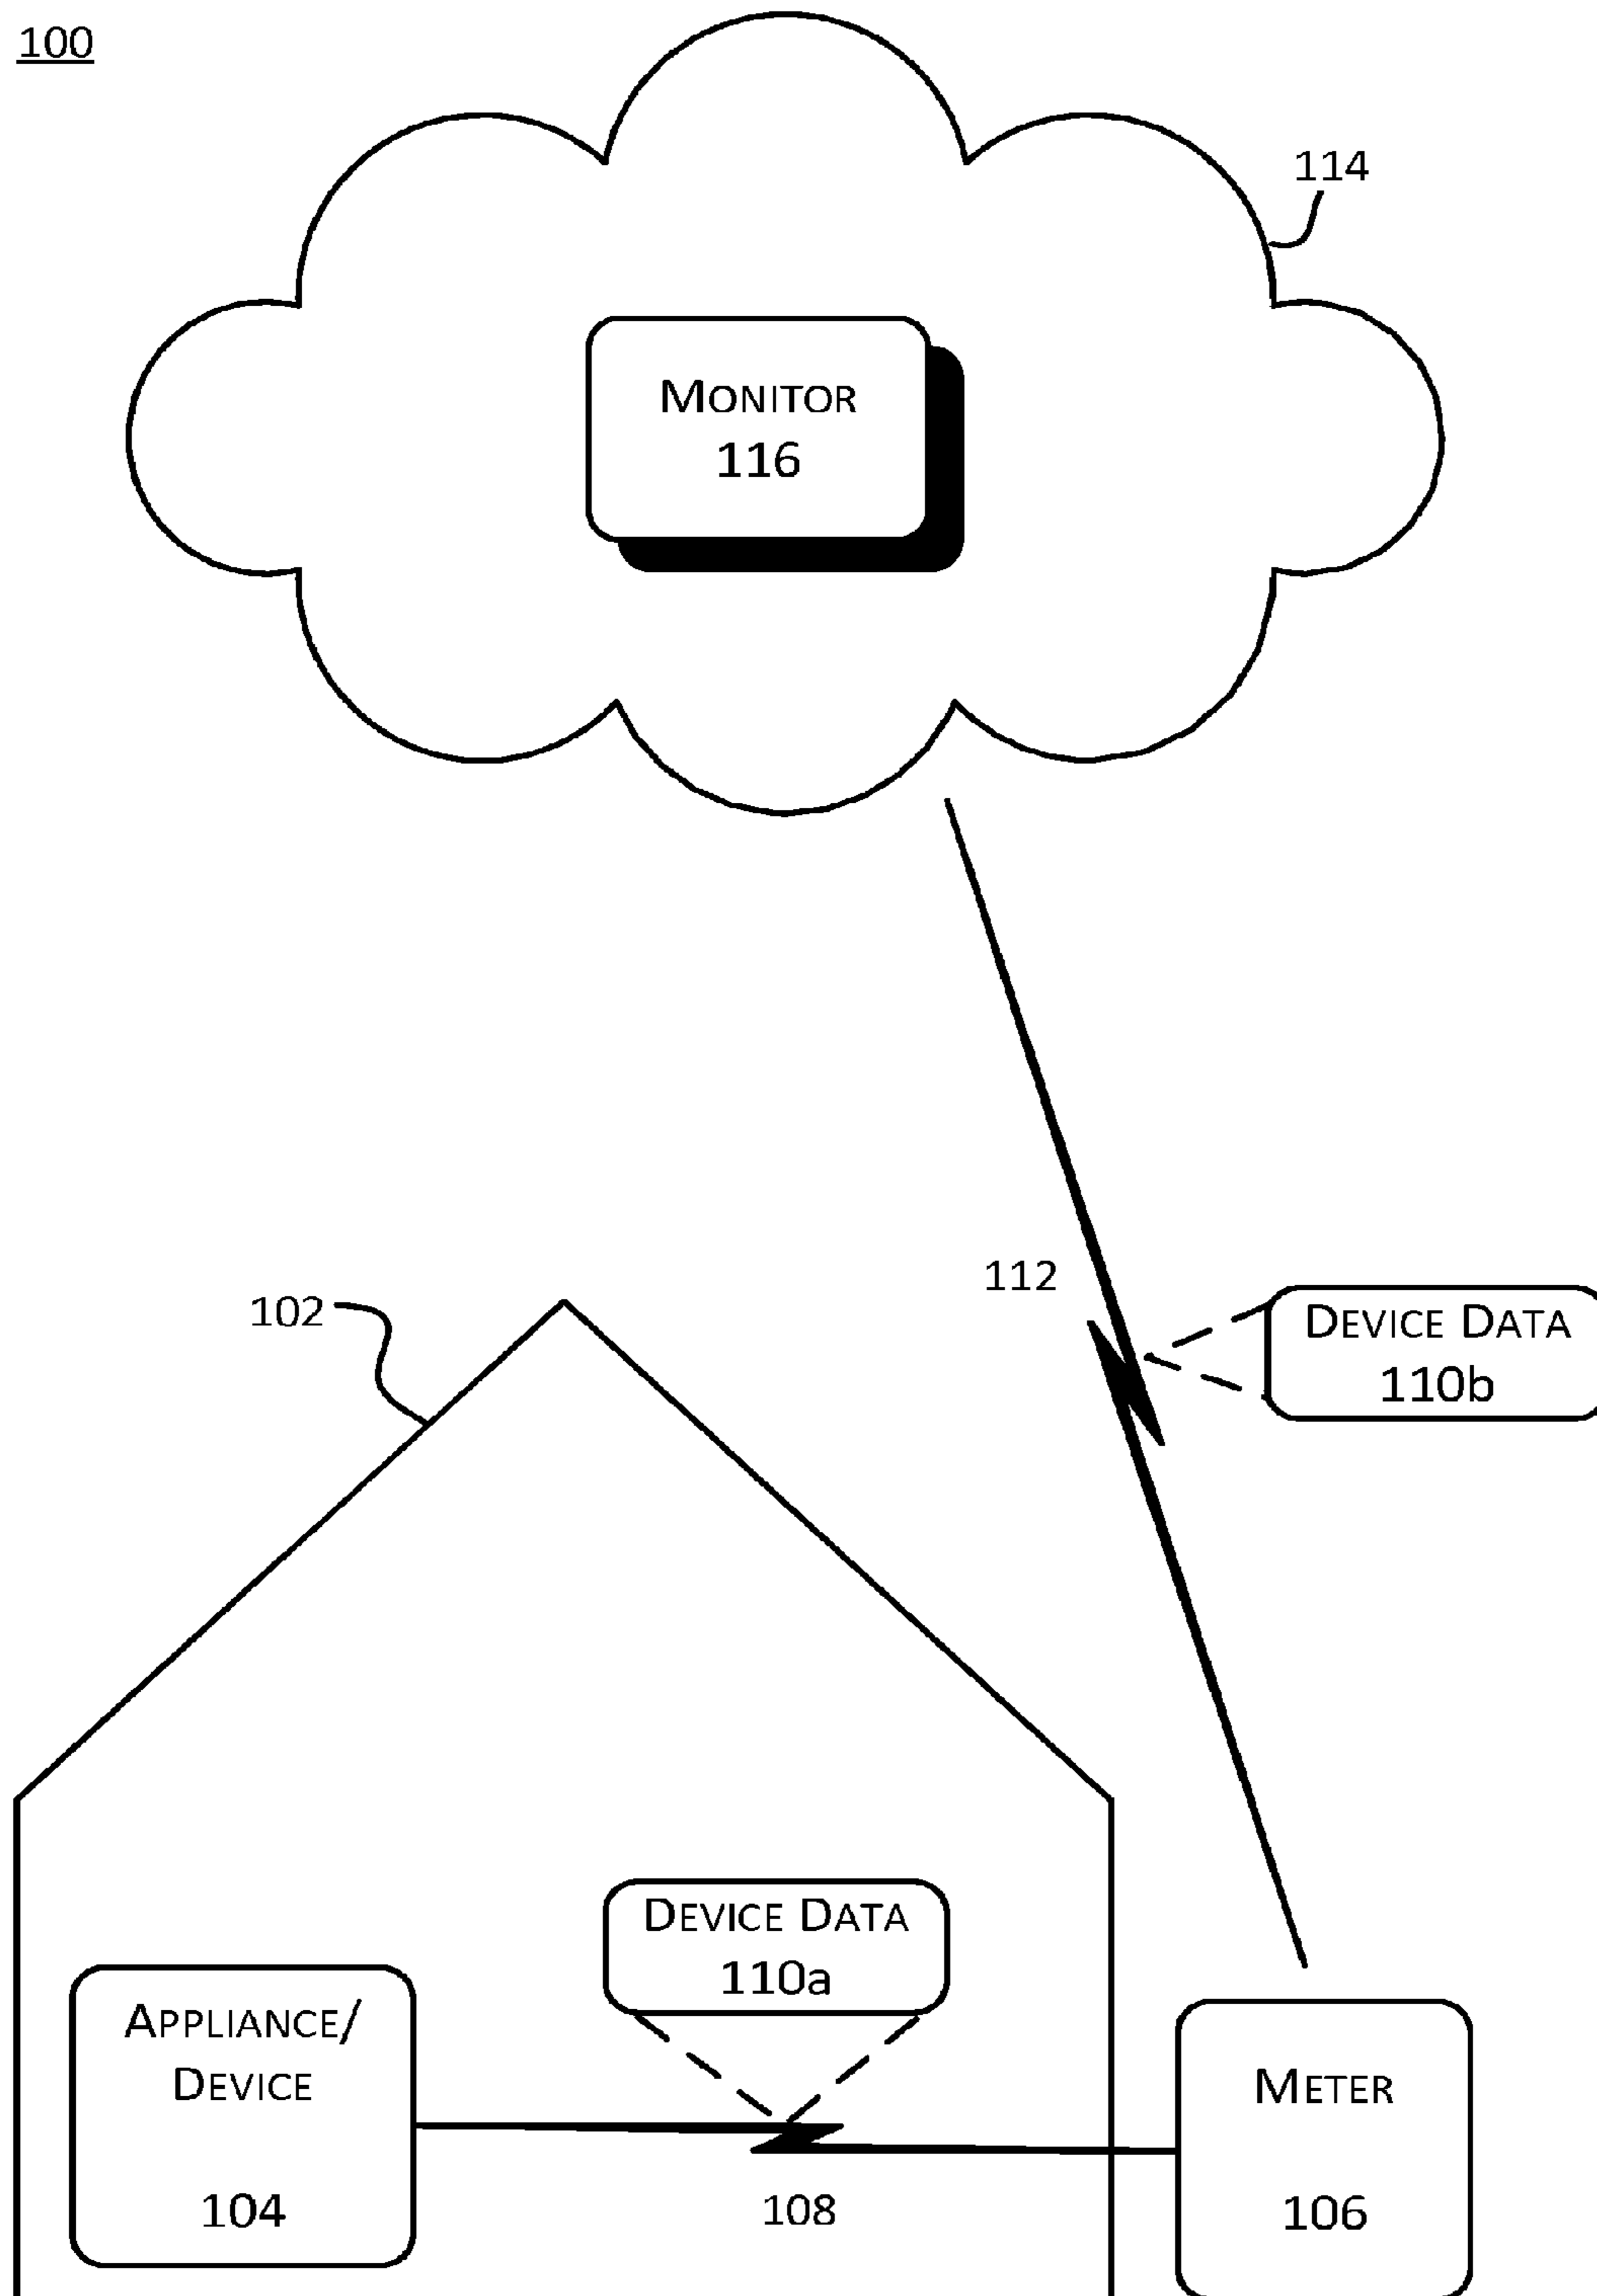 100
114
MONITOR
116
112
102
DEVICE DATA
110b
DEVICE DATA
110a
APPLIANCE/
DEVICE
104
108
METER
106